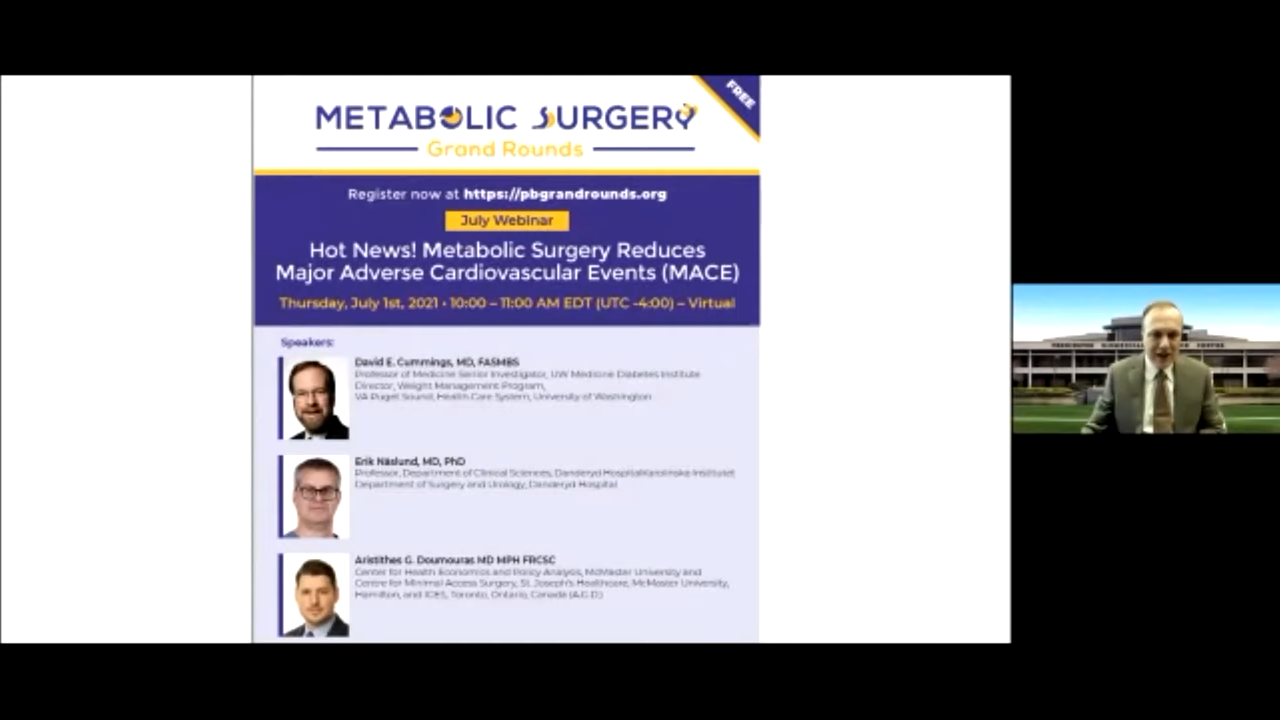 FREE
METABOLIC SURGERY
Grand Rounds
Register now at https://pbgrandrounds.org
July Webinar
Hot News! Metabolic Surgery Reduces
Major Adverse Cardiovascular Events (MACE)
Thursday, July 1st, 2021 • 10:00 – 11:00 AM EDT (UTC -4:00) – Virtual
Speakers:
David E. Cummings, MD, FASMBS
Professor of Medicine Senior Investigator, UW Medicine Diabetes Institute
Director, Weight Management Program,
VA Puget Sound, Health Care System, University of Washington
Erik Näslund, MD, PhD
Professor, Department of Clinical Sciences, Danderyd HospitalKarolinska Institutet
Department of Surgery and Urology, Danderyd Hospital
Aristithes G. Doumouras MD MPH FRCSC
Center for Health Economics and Policy Analysis, McMaster University and
Centre for Minimal Access Surgery, St. Joseph's Healthcare, McMaster University,
Hamilton, and ICES, Toronto, Ontario, Canada (A.G.D.)